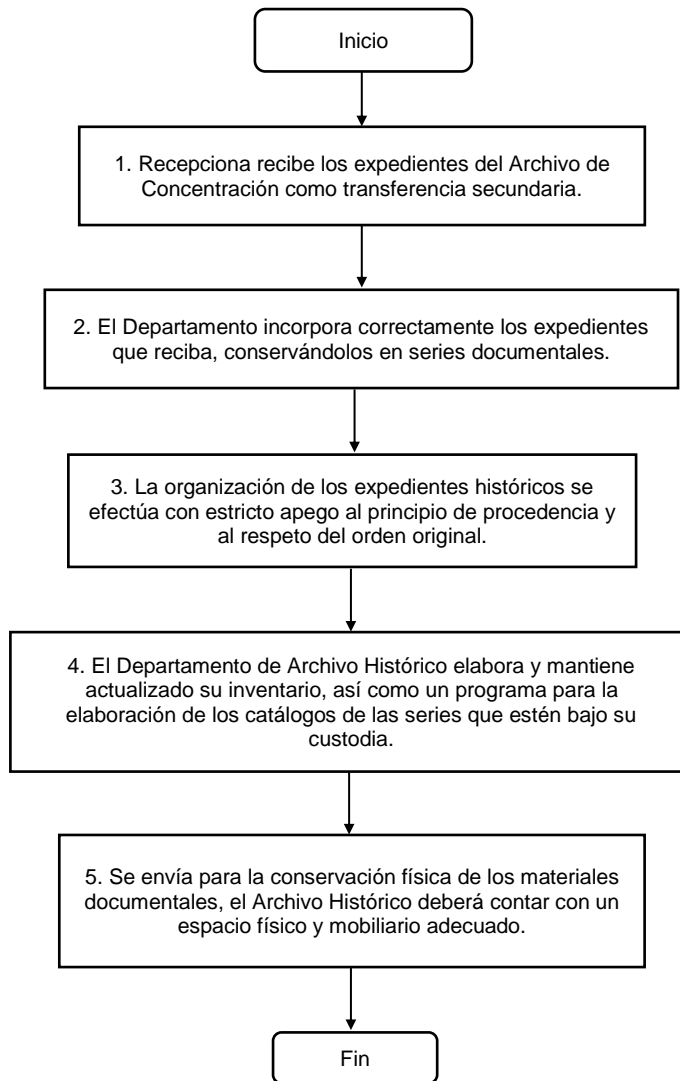 Inicio
1. Recepciona recibe los expedientes del Archivo de
Concentración como transferencia secundaria.
2. El Departamento incorpora correctamente los expedientes
que reciba, conservándolos en series documentales.
3. La organización de los expedientes históricos se
efectúa con estricto apego al principio de procedencia y
al respeto del orden original.
4. El Departamento de Archivo Histórico elabora y mantiene
actualizado su inventario, así como un programa para la
elaboración de los catálogos de las series que estén bajo su
custodia.
5. Se envía para la conservación física de los materiales
documentales, el Archivo Histórico deberá contar con un
espacio físico y mobiliario adecuado.
Fin